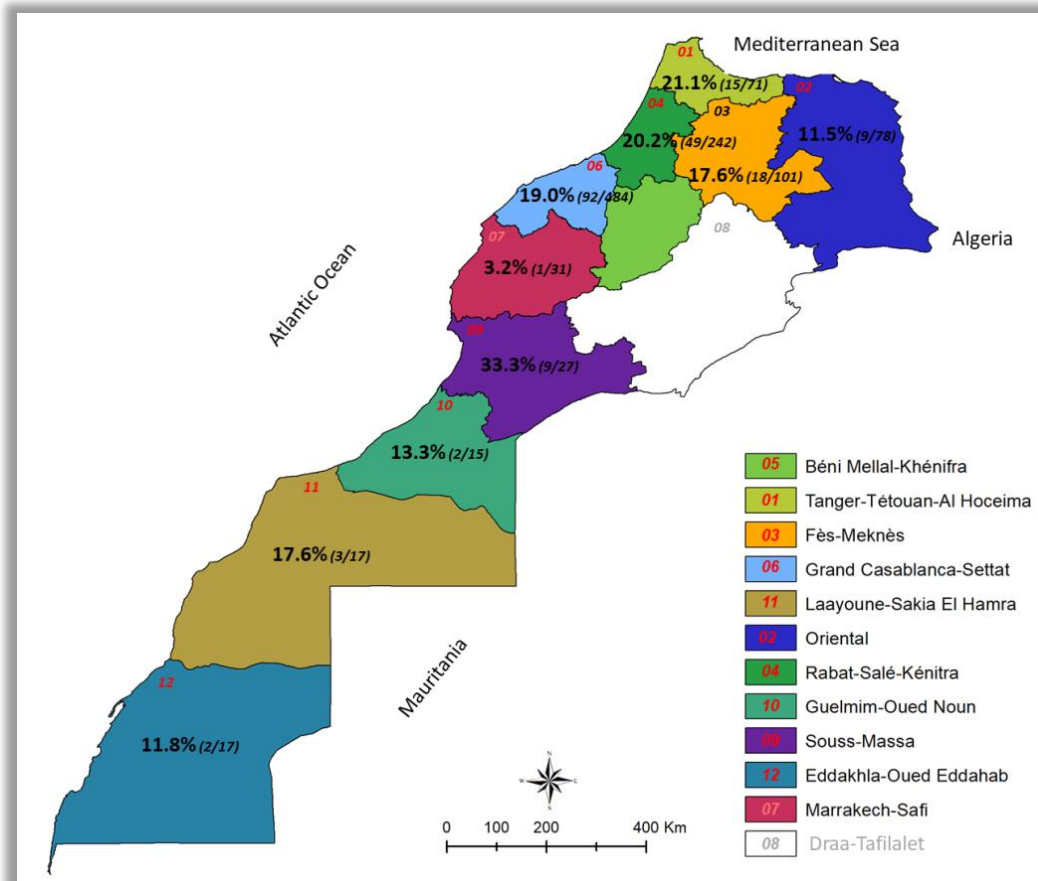 Mediterranean Sea
01
21.1% (15/71)
02
04
03
11.5% (9/78)
20.2% (49/242)
06
17.6% (18/101)
19.0% (92/484)
07
08
Algeria
3.2% (1/31)
Atlantic Ocean
09
33.3% (9/27)
10
13.3% (2/15)
11
17.6% (3/17)
Mauritania
12
11.8% (2/17)
N
W E
S
0 100 200 400 Km
05 Béni Mellal-Khénifra
01 Tanger-Tétouan-Al Hoceima
03 Fès-Meknès
06 Grand Casablanca-Settat
11 Laayoune-Sakia El Hamra
02 Oriental
04 Rabat-Salé-Kénitra
10 Guelmim-Oued Noun
09 Souss-Massa
12 Eddakhla-Oued Eddahab
07 Marrakech-Safi
08 Draa-Tafilalet